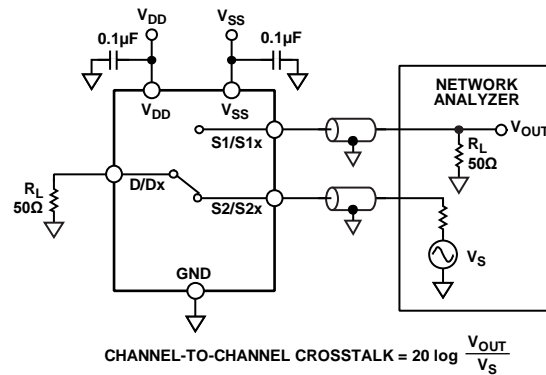 VDD
VSS
0.1µF
0.1µF
VDD
VSS
NETWORK
ANALYZER
S1/S1x
VOUT
RL
50Ω
RL
50Ω
D/Dx
S2/S2x
VS
GND
CHANNEL-TO-CHANNEL CROSSTALK = 20 log VOUT
VS